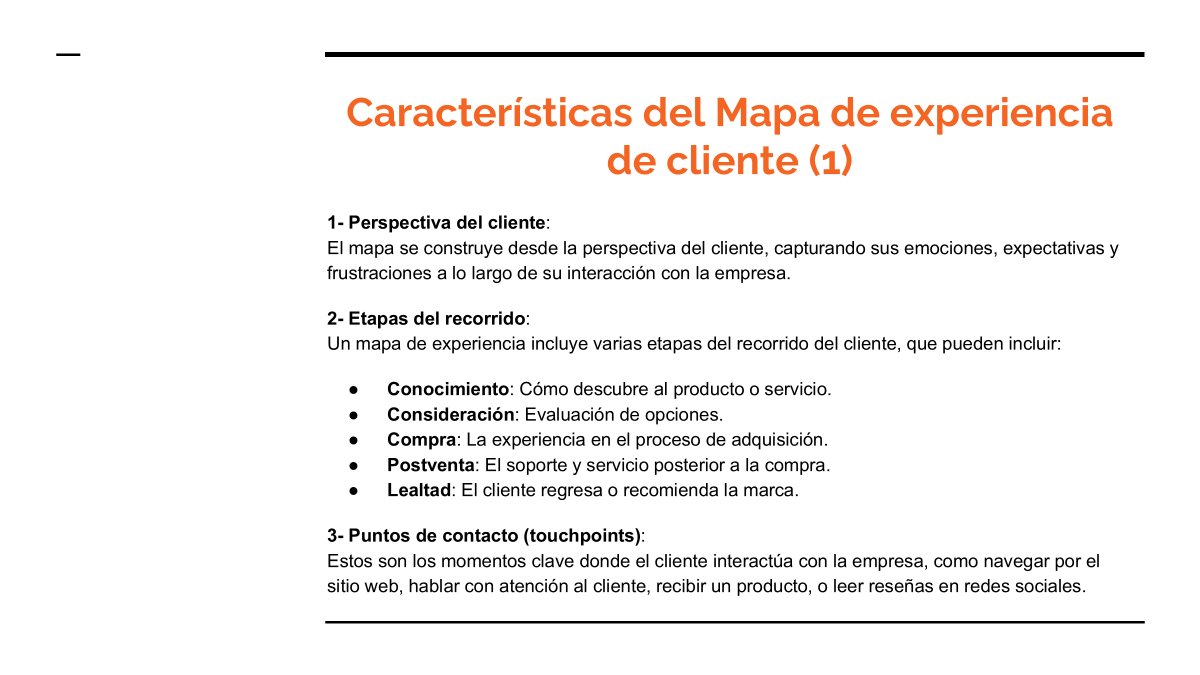 Características del Mapa de experiencia
de cliente (1)
1- Perspectiva del cliente:
El mapa se construye desde la perspectiva del cliente, capturando sus emociones, expectativas y
frustraciones a lo largo de su interacción con la empresa.
2- Etapas del recorrido:
Un mapa de experiencia incluye varias etapas del recorrido del cliente, que pueden incluir:
● Conocimiento: Cómo descubre al producto o servicio.
● Consideración: Evaluación de opciones.
● Compra: La experiencia en el proceso de adquisición.
● Postventa: El soporte y servicio posterior a la compra.
● Lealtad: El cliente regresa o recomienda la marca.
3- Puntos de contacto (touchpoints):
Estos son los momentos clave donde el cliente interactúa con la empresa, como navegar por el
sitio web, hablar con atención al cliente, recibir un producto, o leer reseñas en redes sociales.